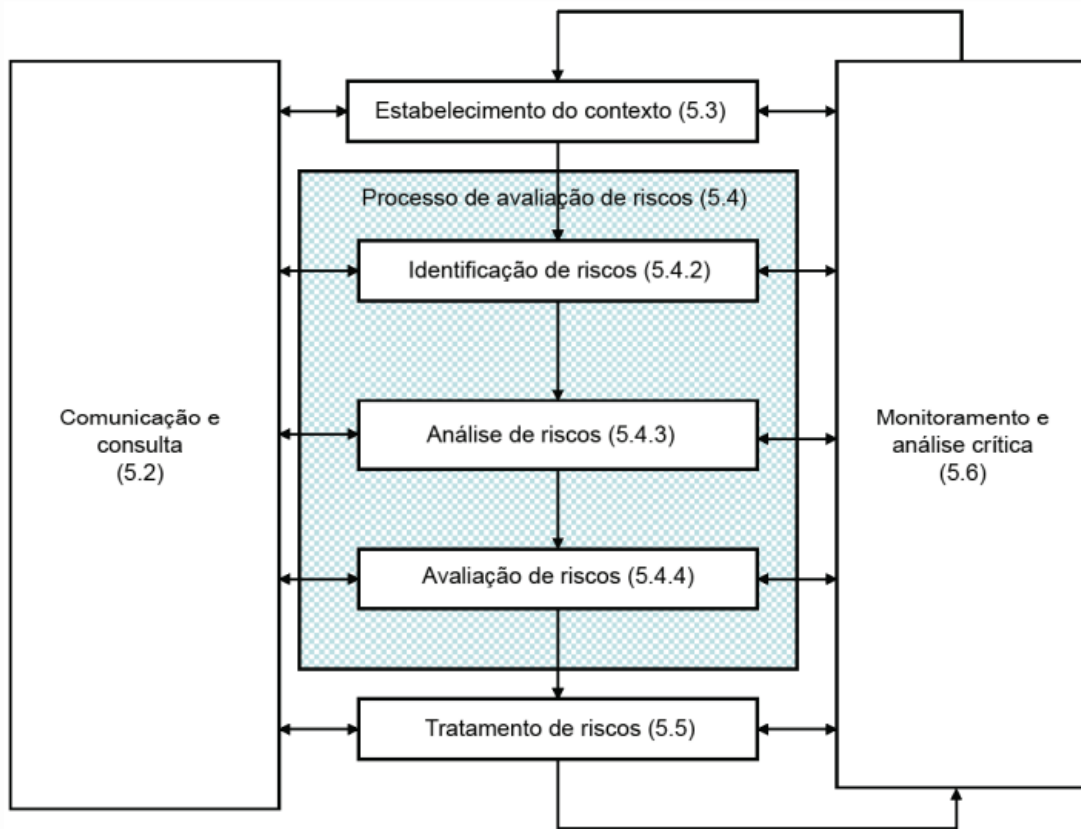 Estabelecimento do contexto (5.3)
Processo de avaliação de riscos (5.4)
Identificação de riscos (5.4.2)
Comunicação e
consulta
(5.2)
Análise de riscos (5.4.3)
Monitoramento e
análise crítica
(5.6)
Avaliação de riscos (5.4.4)
Tratamento de riscos (5.5)